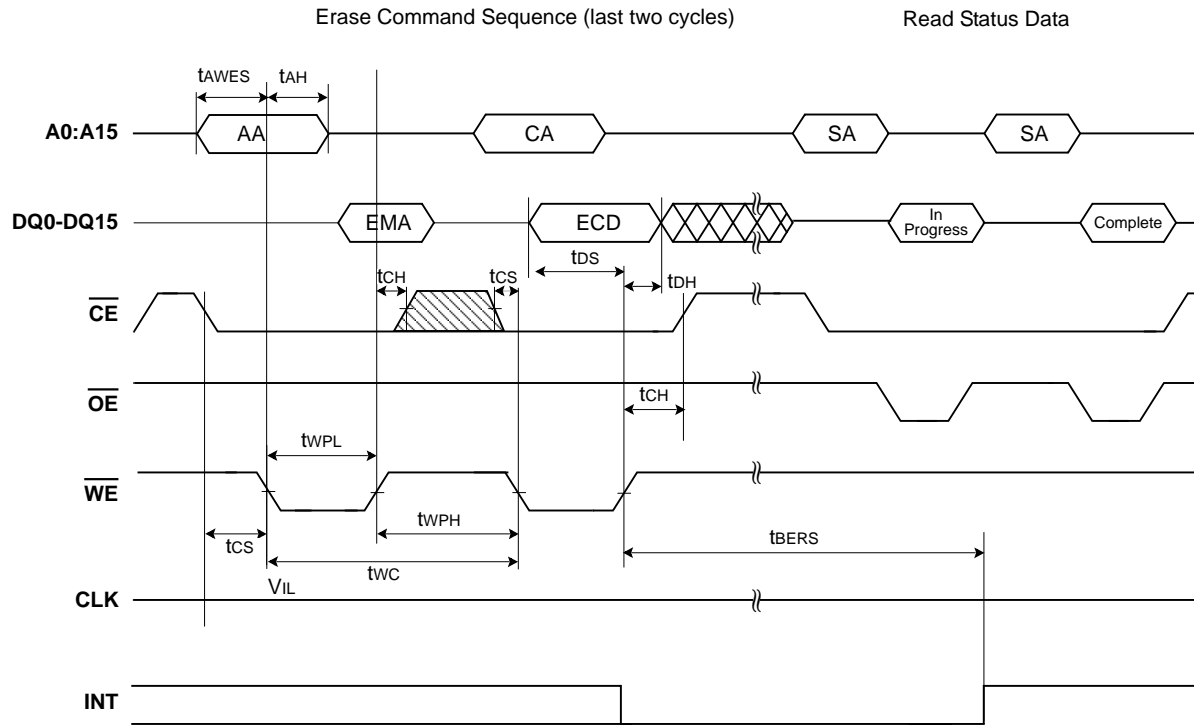 Erase Command Sequence (last two cycles)
Read Status Data
tAWES
tAH
A0:A15
AA
CA
SA
SA
DQ0-DQ15
EMA
ECD
In
Progress
Complete
tDS
tCH
tCS
tDH
CE
OE
tCH
tWPL
WE
tWPH
tCS
tBERS
tWC
VIL
CLK
INT